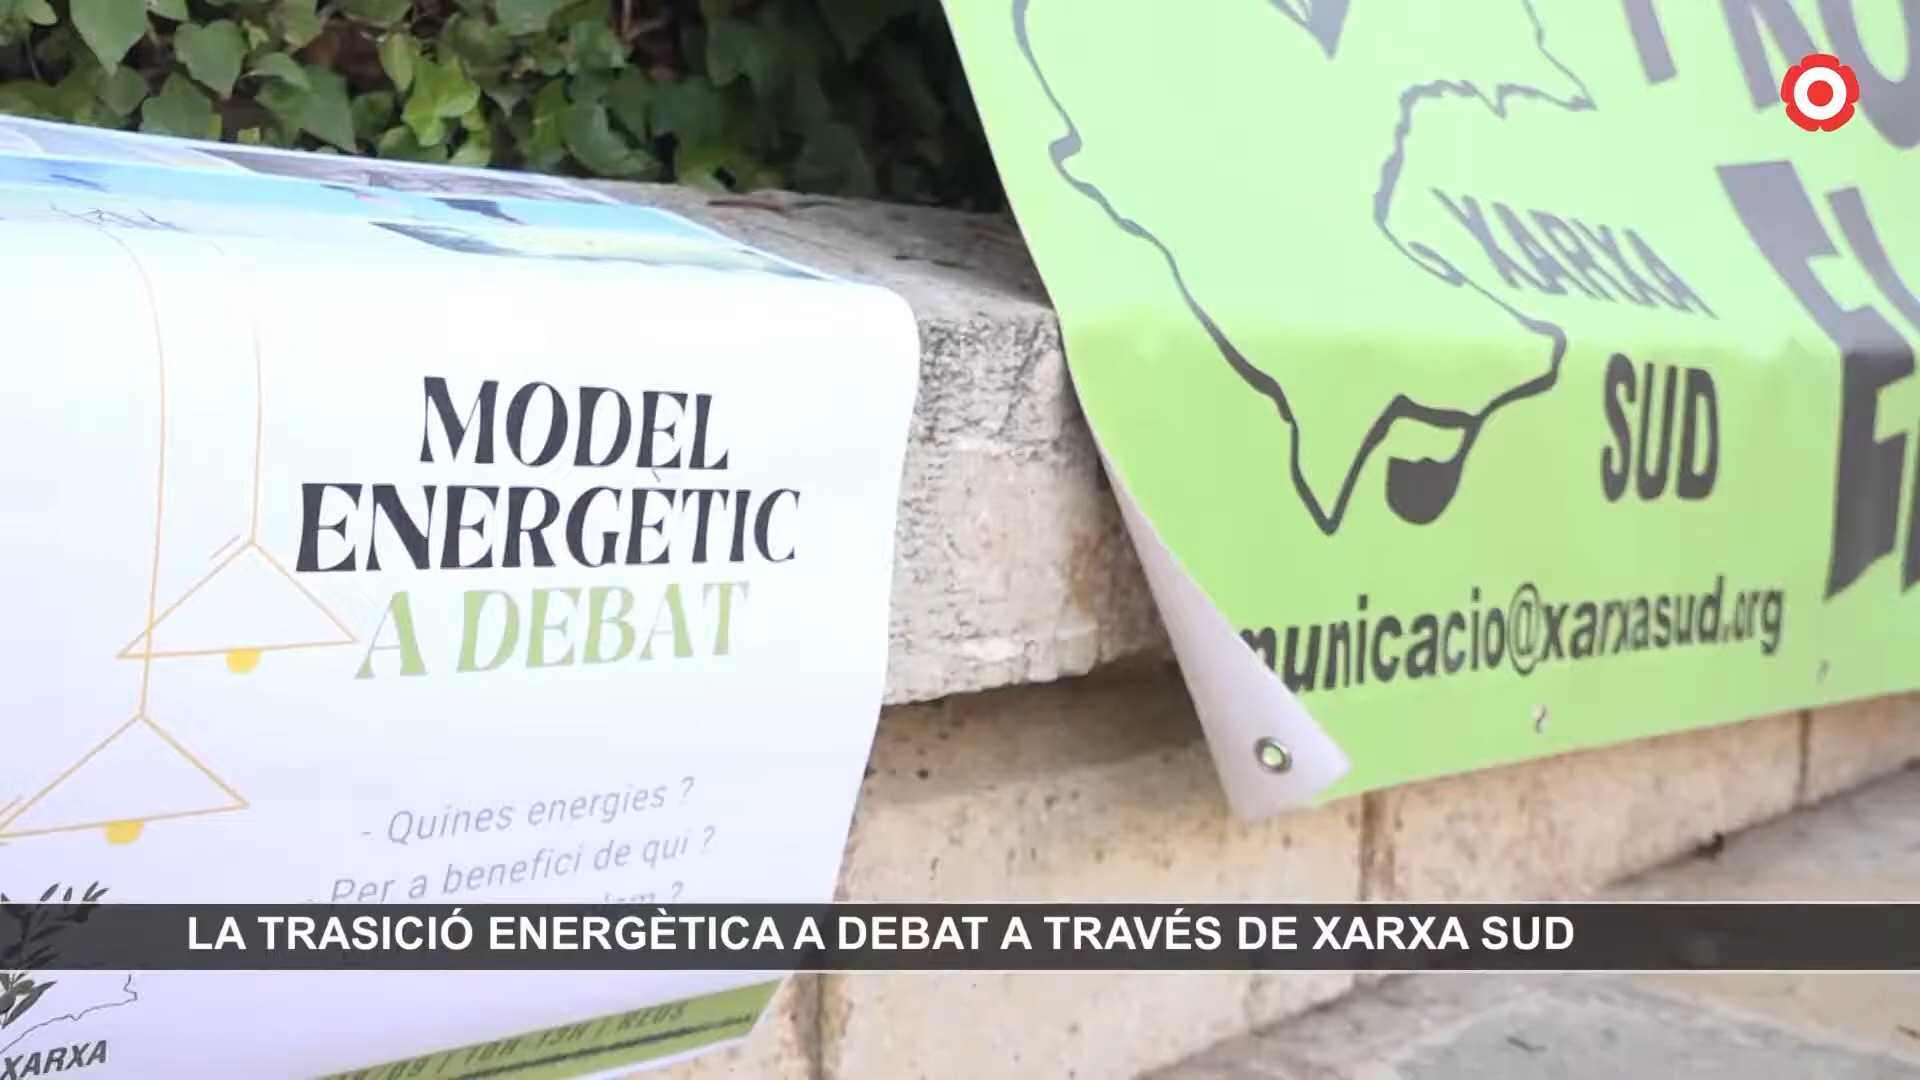 MODEL
ENERGÈTIC
A DEBAT
- Quines energies ?
Per a benefici de qui ?
XARXA
XARXA
SUD
municacio@xarxasud.org
LA TRASICIÓ ENERGÈTICA A DEBAT A TRAVÉS DE XARXA SUD